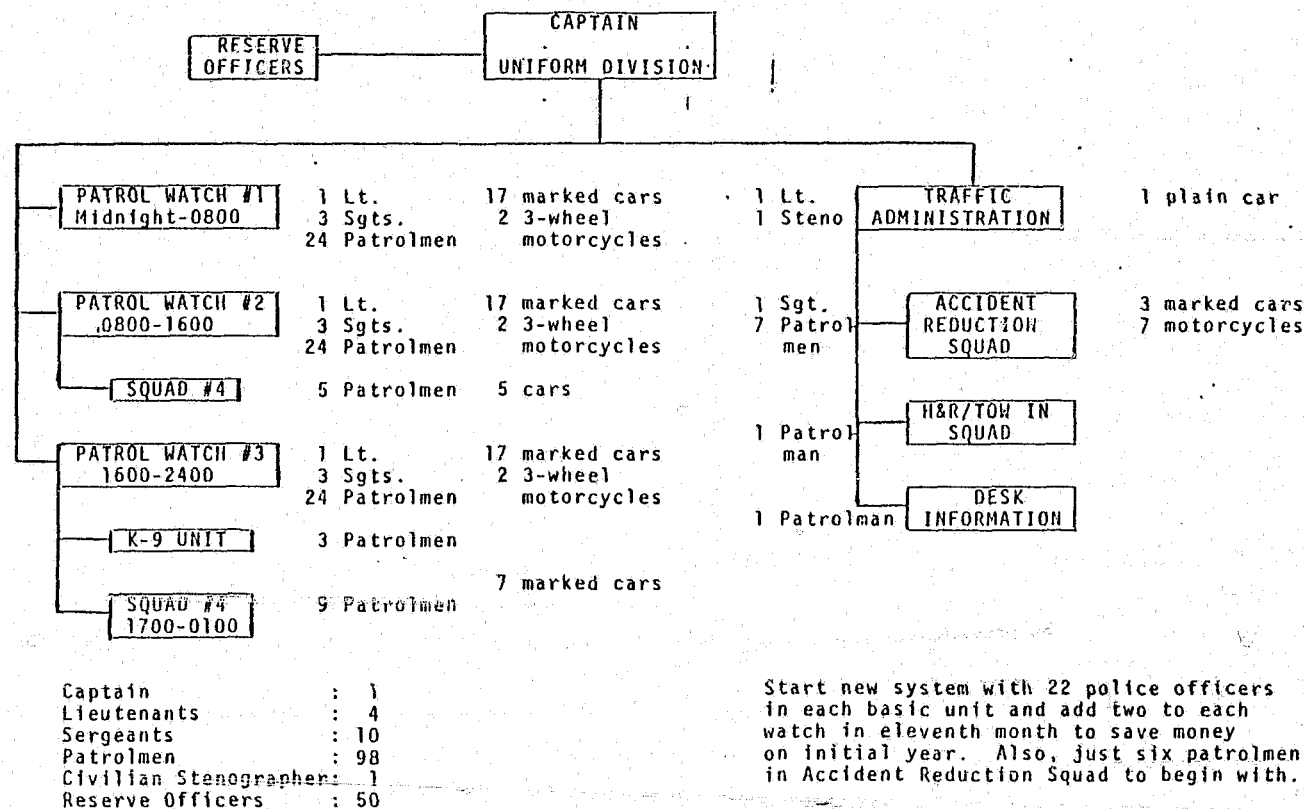 CAPTAIN
UNIFORM DIVISION
RESERVE
OFFICERS
PATROL WATCH #1
Midnight-0800
1 Lt.
3 Sgts.
24 Patrolmen
17 marked cars
2 3-wheel
motorcycles
PATROL WATCH #2
0800-1600
1 Lt.
3 Sgts.
24 Patrolmen
17 marked cars
2 3-wheel
motorcycles
SQUAD #4
5 Patrolmen
5 cars
PATROL WATCH #3
1600-2400
1 Lt.
3 Sgts.
24 Patrolmen
17 marked cars
2 3-wheel
motorcycles
K-9 UNIT
3 Patrolmen
7 marked cars
SQUAD #4
1700-0100
9 Patrolmen
1 Lt.
1 Steno
TRAFFIC
ADMINISTRATION
1 plain car
1 Sgt.
7 Patrol
men
ACCIDENT
REDUCTION
SQUAD
3 marked cars
7 motorcycles
1 Patrol
man
H&R/TOW IN
SQUAD
1 Patrolman
DESK
INFORMATION
Captain : 1
Lieutenants : 4
Sergeants : 10
Patrolmen : 98
Civilian Stenographer: 1
Reserve Officers : 50
Start new system with 22 police officers
in each basic unit and add two to each
watch in eleventh month to save money
on initial year. Also, just six patrolmen
in Accident Reduction Squad to begin with.